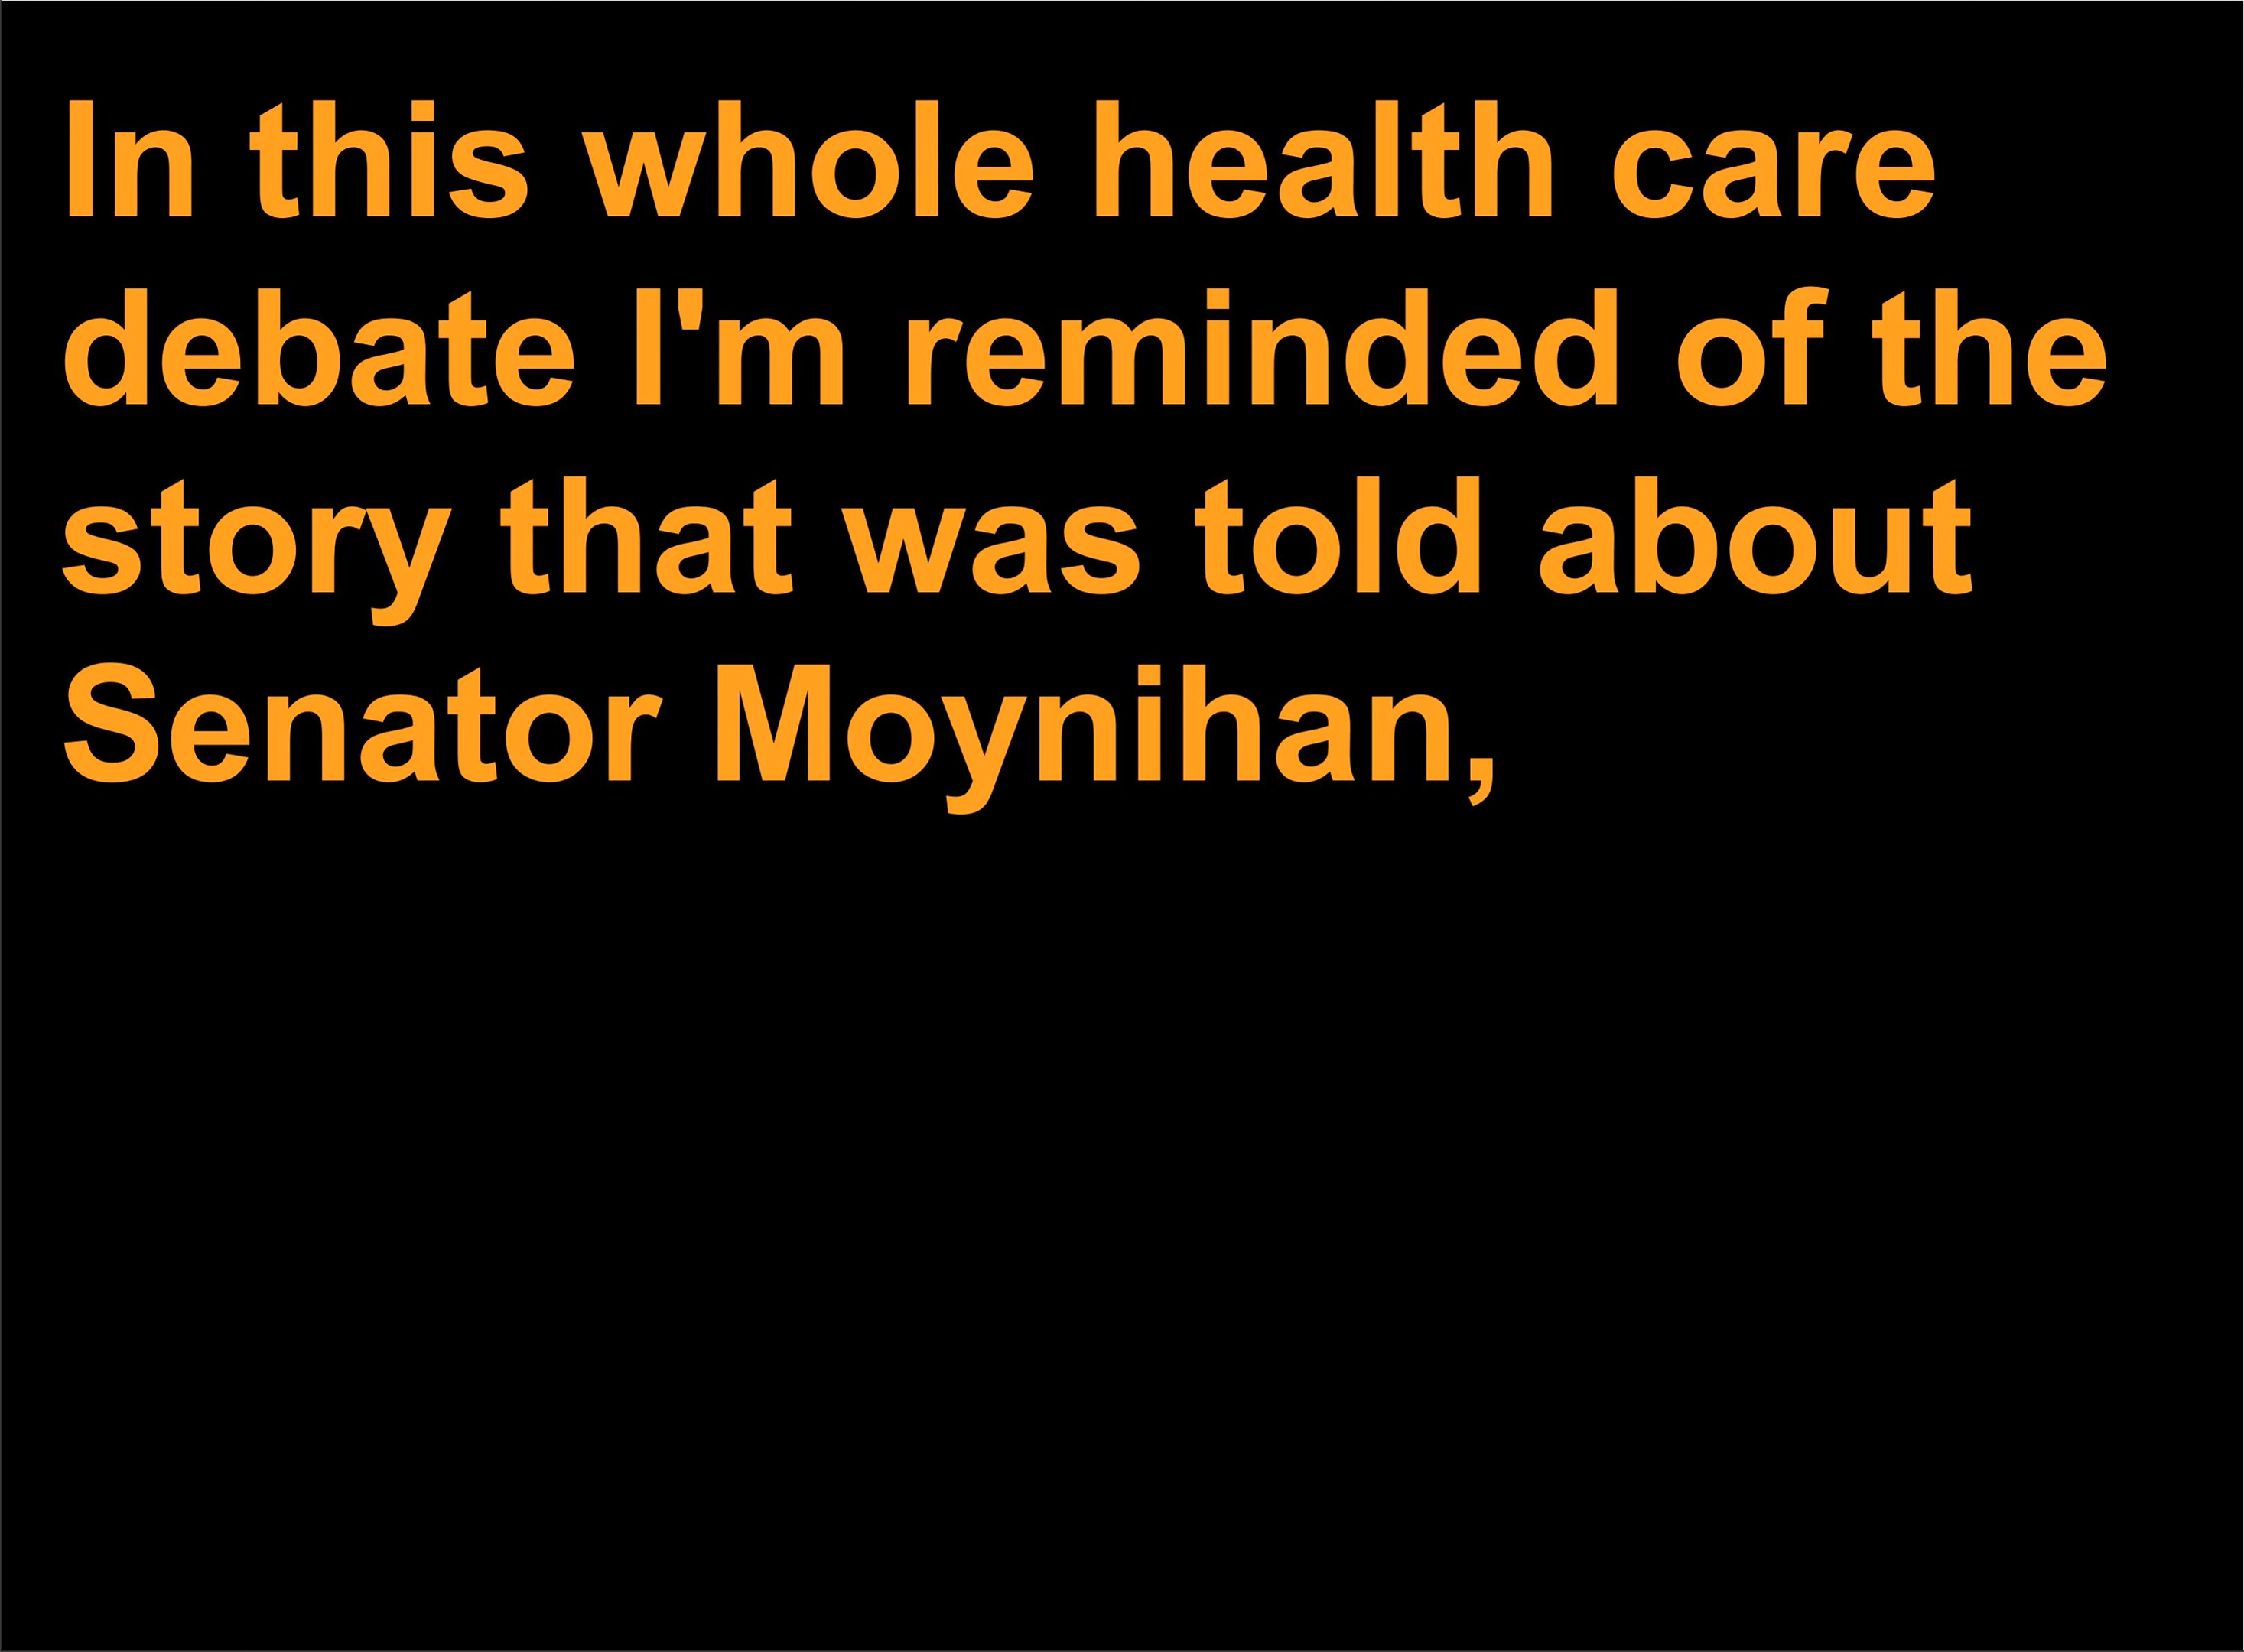 In this whole health care
debate I'm reminded of the
story that was told about
Senator Moynihan,